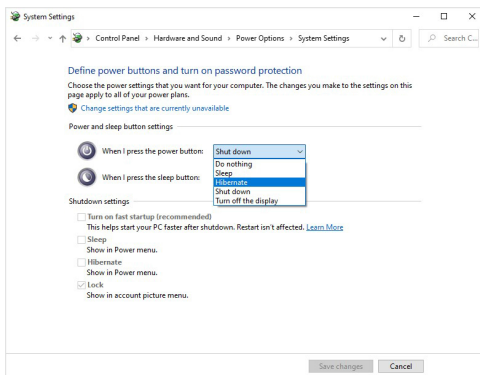 System Settings
Control Panel > Hardware and Sound > Power Options > System Settings
Search C...
Define power buttons and turn on password protection
Choose the power settings that you want for your computer. The changes you make to the settings on this
page apply to all of your power plans.
Change settings that are currently unavailable
Power and sleep button settings
When I press the power button: Shut down
Do nothing
Sleep
When I press the sleep button: Hibernate
Shut down
Turn off the display
Shutdown settings
Turn on fast startup (recommended)
This helps start your PC faster after shutdown. Restart isn't affected. Learn More
Sleep
Show in Power menu.
Hibernate
Show in Power menu.
Lock
Show in account picture menu.
Save changes Cancel